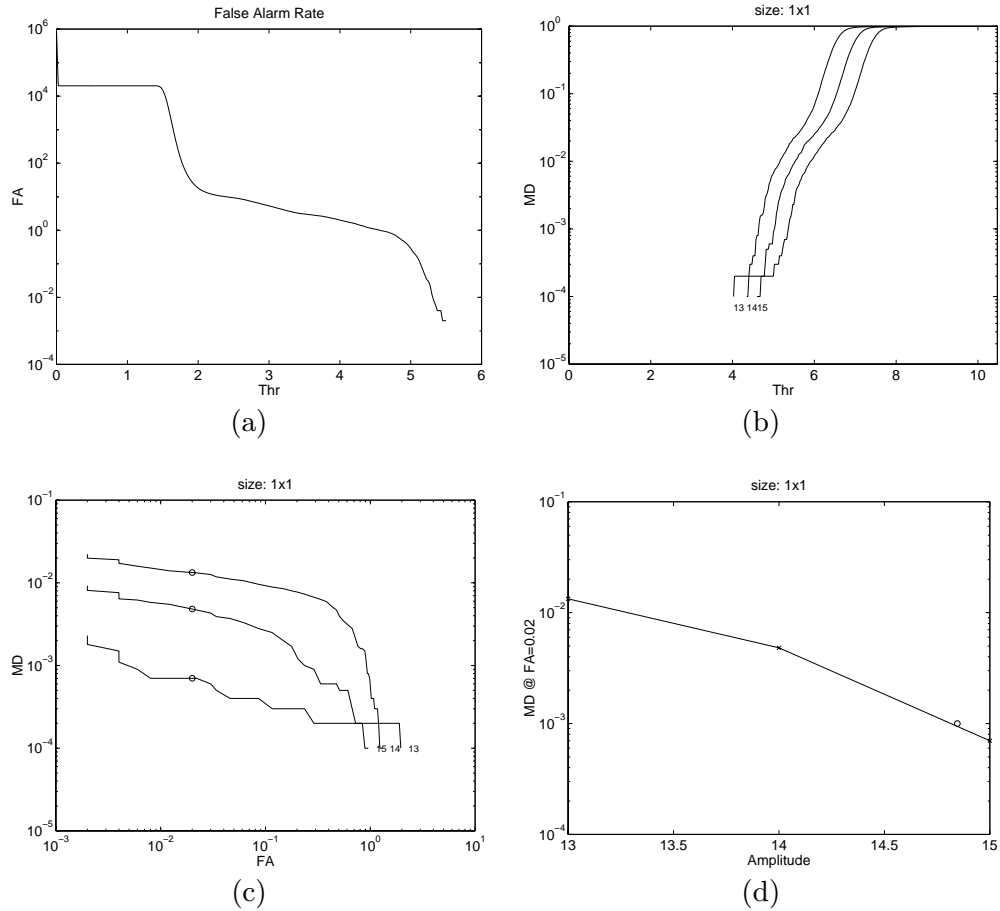 False Alarm Rate
10^6
10^4
10^2
10^0
10^-2
10^-4
FA
0 1 2 3 4 5 6
Thr
(a)
size: 1x1
10^0
10^-1
10^-2
10^-3
10^-4
10^-5
MD
13 14 15
0 2 4 6 8 10
Thr
(b)
size: 1x1
10^-1
10^-2
10^-3
10^-4
10^-5
MD
15 14 13
10^-3 10^-2 10^-1 10^0 10^1
FA
(c)
size: 1x1
10^-1
10^-2
10^-3
10^-4
MD @ FA=0.02
13 13.5 14 14.5 15
Amplitude
(d)